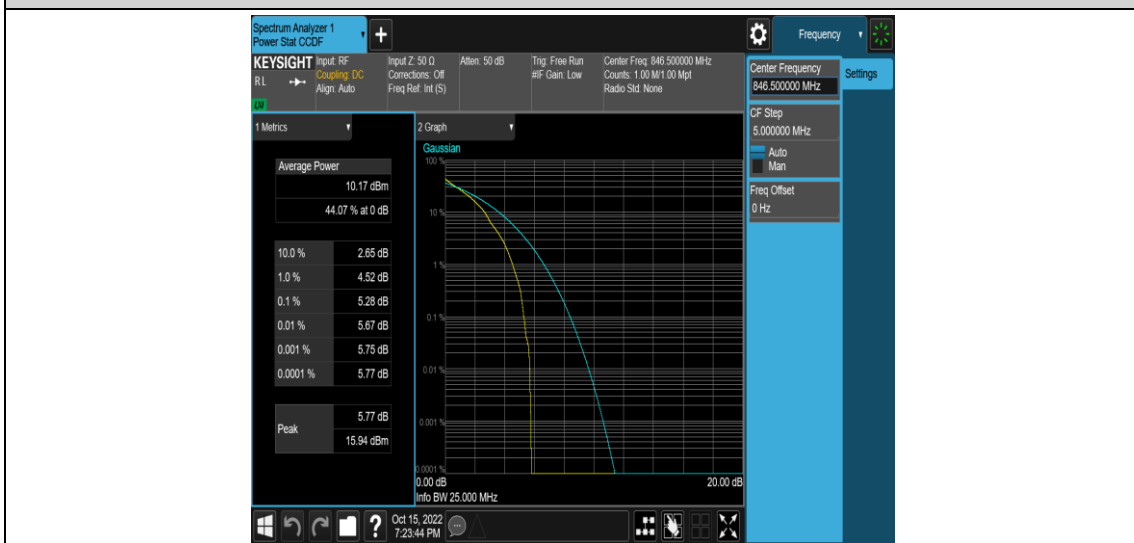 Spectrum Analyzer 1
Power Stat CCDF
+
Frequency
KEYSIGHT
RL
LXI
Input: RF
Coupling: DC
Align: Auto
Input Z: 50 Ω
Corrections: Off
Freq Ref: Int (S)
Atten: 50 dB
Trig: Free Run
#IF Gain: Low
Center Freq: 846.500000 MHz
Counts: 1.00 M/1.00 Mpt
Radio Std: None
Center Frequency
846.500000 MHz
Settings
CF Step
5.000000 MHz
Auto
Man
Freq Offset
0 Hz
1 Metrics
Average Power
10.17 dBm
44.07 % at 0 dB
10.0 % 2.65 dB
1.0 % 4.52 dB
0.1 % 5.28 dB
0.01 % 5.67 dB
0.001 % 5.75 dB
0.0001 % 5.77 dB
Peak
5.77 dB
15.94 dBm
2 Graph
Gaussian
100 %
10 %
1 %
0.1 %
0.01 %
0.001 %
0.0001 %
0.00 dB 20.00 dB
Info BW 25.000 MHz
?
Oct 15, 2022
7:23:44 PM